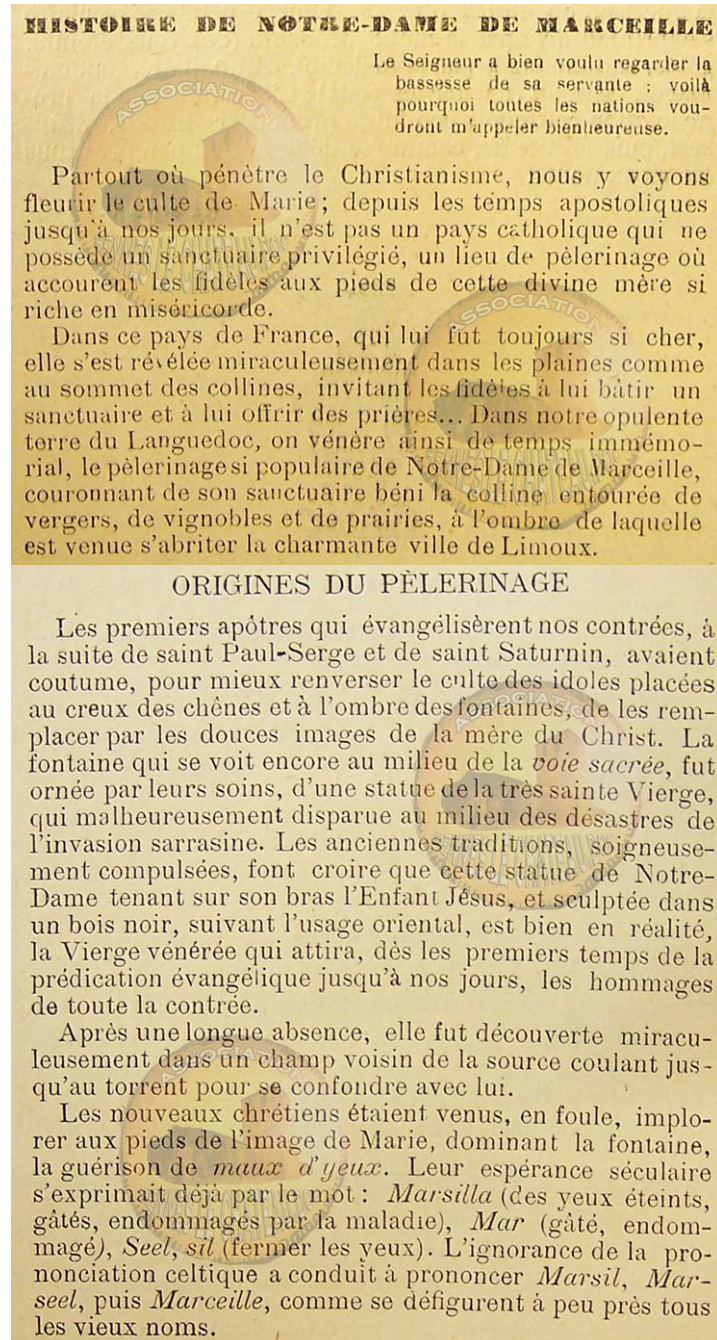 HISTOIRE DE NOTRE-DAME DE MARCEILLE
Le Seigneur a bien voulu regarder la
bassesse de sa servante : voilà
pourquoi toutes les nations vou-
dront m'appeler bienheureuse.
Partout où pénètre le Christianisme, nous y voyons
fleurir le culte de Marie ; depuis les temps apostoliques
jusqu'à nos jours. il n'est pas un pays catholique qui ne
possède un sanctuaire privilégié, un lieu de pèlerinage où
accourent les fidèles aux pieds de cette divine mère si
riche en miséricorde.
Dans ce pays de France, qui lui fut toujours si cher,
elle s'est révélée miraculeusement dans les plaines comme
au sommet des collines, invitant les fidèles à lui bâtir un
sanctuaire et à lui offrir des prières... Dans notre opulente
terre du Languedoc, on vénère ainsi de temps immémo-
rial, le pèlerinage si populaire de Notre-Dame de Marceille,
couronnant de son sanctuaire béni la colline entourée de
vergers, de vignobles et de prairies, à l'ombre de laquelle
est venue s'abriter la charmante ville de Limoux.
ORIGINES DU PÈLERINAGE
Les premiers apôtres qui évangélisèrent nos contrées, à
la suite de saint Paul-Serge et de saint Saturnin, avaient
coutume, pour mieux renverser le culte des idoles placées
au creux des chênes et à l'ombre des fontaines, de les rem-
placer par les douces images de la mère du Christ. La
fontaine qui se voit encore au milieu de la voie sacrée, fut
ornée par leurs soins, d'une statue de la très sainte Vierge,
qui malheureusement disparue au milieu des désastres de
l'invasion sarrasine. Les anciennes traditions, soigneuse-
ment compulsées, font croire que cette statue de Notre-
Dame tenant sur son bras l'Enfant Jésus, et sculptée dans
un bois noir, suivant l'usage oriental, est bien en réalité,
la Vierge vénérée qui attira, dès les premiers temps de la
prédication évangélique jusqu'à nos jours, les hommages
de toute la contrée.
Après une longue absence, elle fut découverte miracu-
leusement dans un champ voisin de la source coulant jus-
qu'au torrent pour se confondre avec lui.
Les nouveaux chrétiens étaient venus, en foule, implo-
rer aux pieds de l'image de Marie, dominant la fontaine,
la guérison de maux d'yeux. Leur espérance séculaire
s'exprimait déjà par le mot : Marsilla (des yeux éteints,
gâtés, endommagés par la maladie), Mar (gâté, endom-
magé), Seel, sil (fermer les yeux). L'ignorance de la pro-
nonciation celtique a conduit à prononcer Marsil, Mar-
seel, puis Marceille, comme se défigurent à peu près tous
les vieux noms.
ASSOCIATION
ASSOCIATION
ASSOCIATION